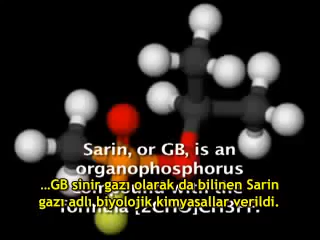 Sarin, or GB, is an
organophosphorus
…GB sinir gazı olarak da bilinen Sarin
gazı adlı biyolojik kimyasallar verildi.